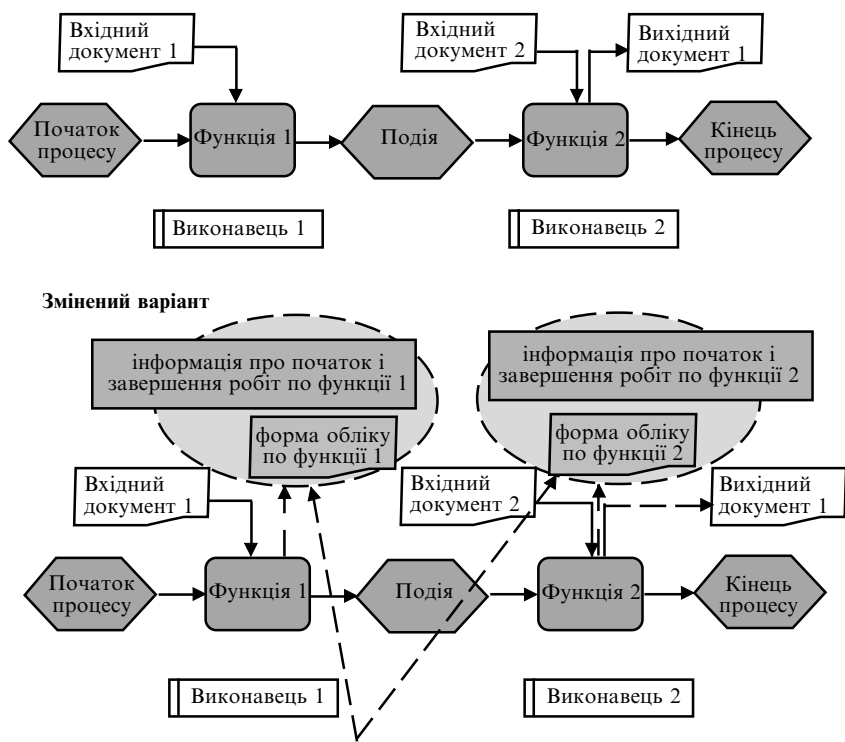 Вхідний
документ 1
Вхідний
документ 2
Вихідний
документ 1
Початок
процесу
Функція 1
Подія
Функція 2
Кінець
процесу
Виконавець 1
Виконавець 2
Змінений варіант
інформація про початок і
завершення робіт по функції 1
інформація про початок і
завершення робіт по функції 2
форма обліку
по функції 1
форма обліку
по функції 2
Вхідний
документ 1
Вхідний
документ 2
Вихідний
документ 1
Початок
процесу
Функція 1
Подія
Функція 2
Кінець
процесу
Виконавець 1
Виконавець 2